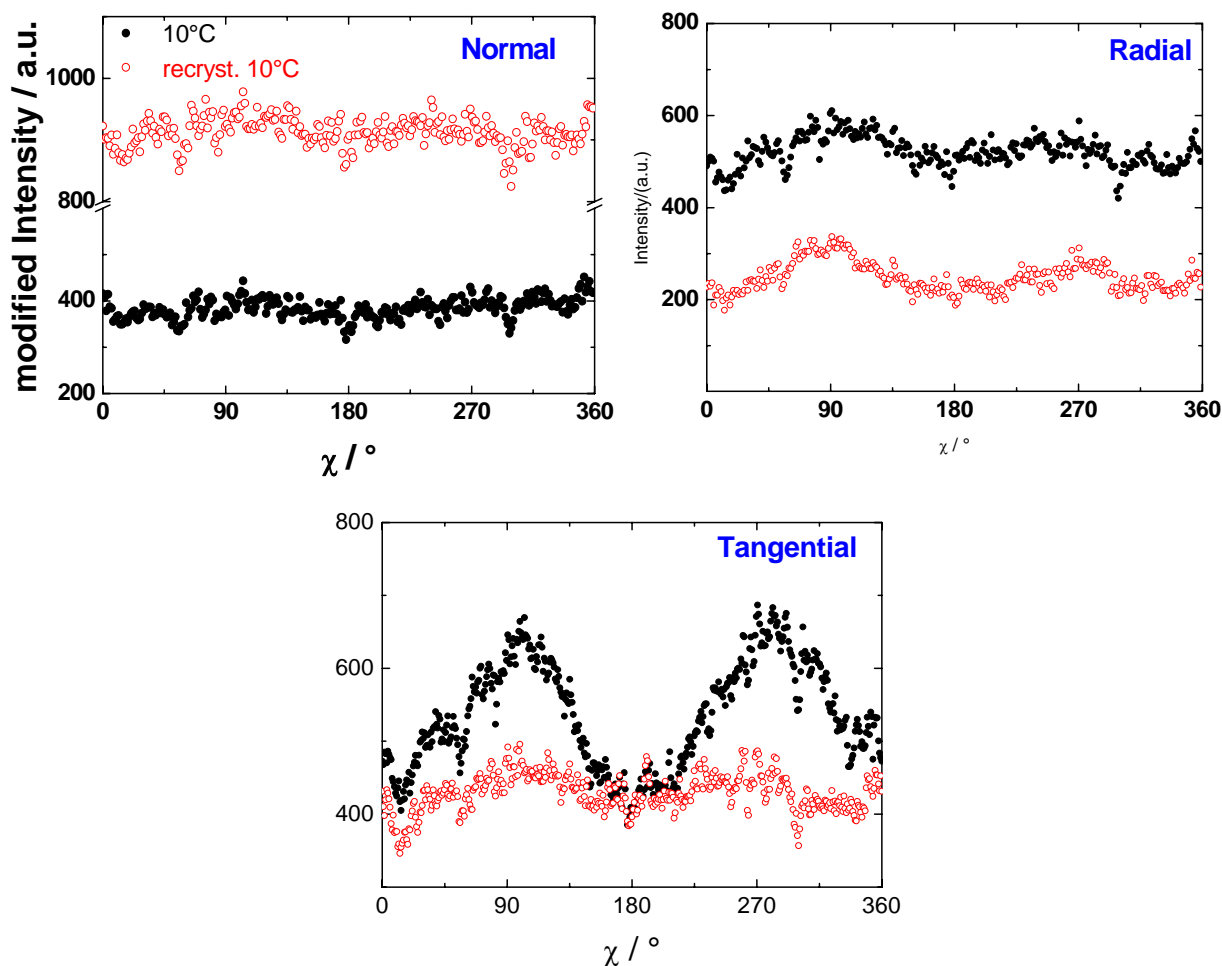 modified Intensity / a.u.
1000
800
400
200
10°C
recryst. 10°C
Normal
0 90 180 270 360
χ / °
Intensity/(a.u.)
800
600
400
200
Radial
0 90 180 270 360
χ / °
800
600
400
Tangential
0 90 180 270 360
χ / °